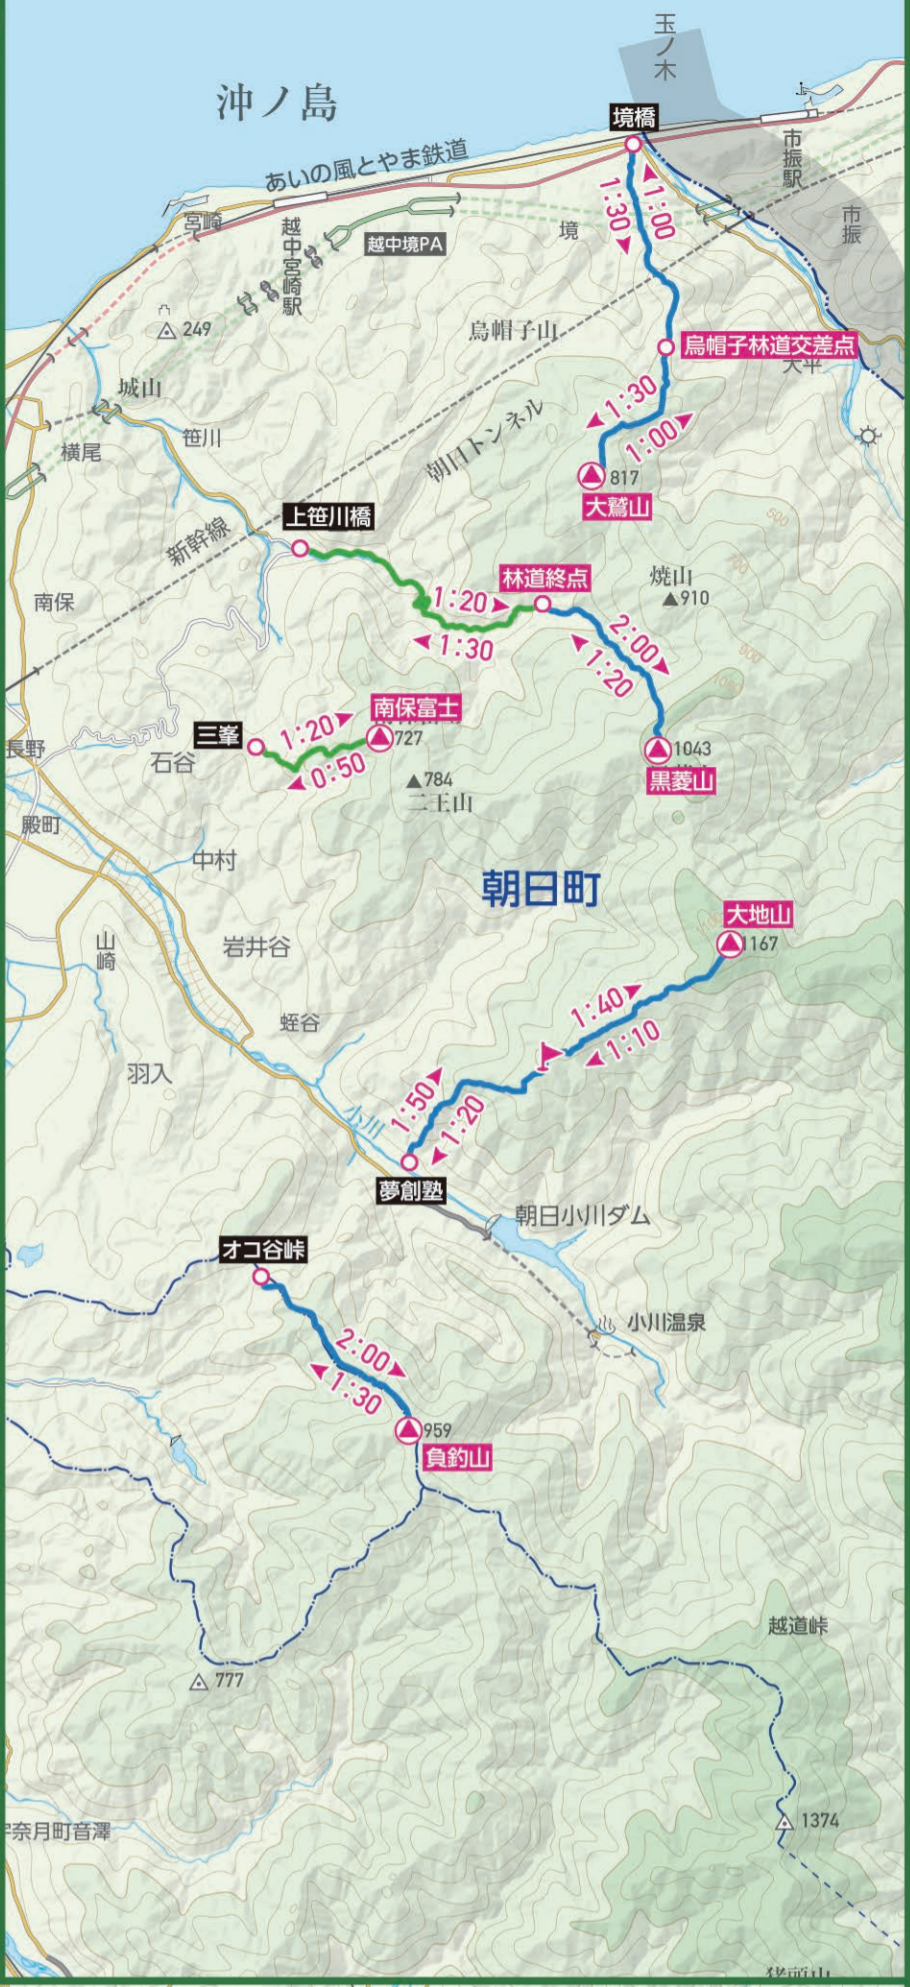 玉ノ木
沖ノ島
境橋
あいの風とやま鉄道
市振駅
宮崎
越中宮崎駅
越中境PA
境
市振
1:30
1:00
249
烏帽子山
烏帽子林道交差点
大平
城山
笹川
横尾
朝日トンネル
1:30
1:00
817
大鷲山
上笹川橋
新幹線
600
700
南保
林道終点
焼山
910
1:20
1:30
2:00
1:20
900
1000
三峯
1:20
南保富士
727
0:50
長野
石谷
784
二王山
1043
黒菱山
殿町
中村
朝日町
大地山
1167
山崎
岩井谷
蛭谷
1:40
1:10
羽入
小川
1:50
1:20
夢創塾
朝日小川ダム
オコ谷峠
小川温泉
2:00
1:30
959
負釣山
越道峠
777
1374
宇奈月町音澤